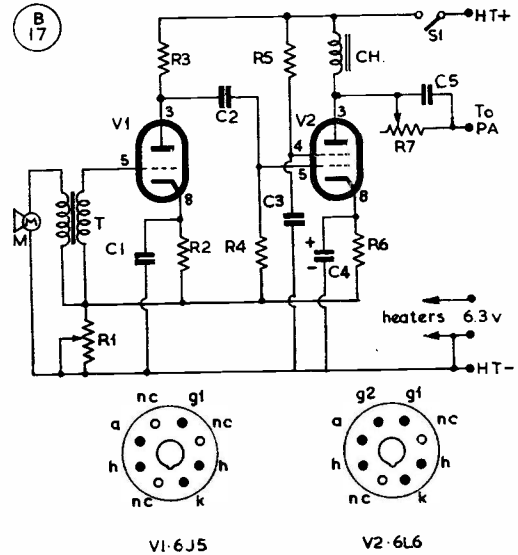 B
17
S1
HT+
R3
R5
CH.
C5
V1
3
C2
V2
3
To
PA
R7
5
4
5
8
8
M
M
T
C1
R2
R4
C3
+
-
C4
R6
R1
heaters 6.3 v
HT-
nc g1
a nc
h h
nc k
g2 g1
a nc
h h
nc k
V1·6J5
V2·6L6